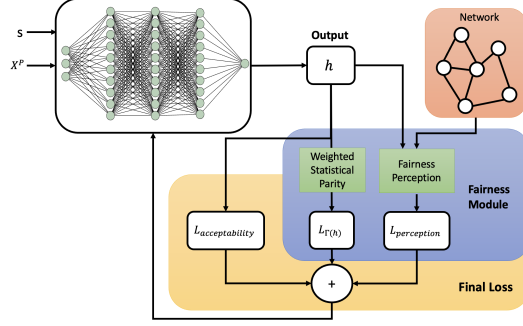 S
X^P
Output
h
Network
Weighted
Statistical
Parity
Fairness
Perception
Fairness
Module
L_acceptability
L_Γ(h)
L_perception
+
Final Loss